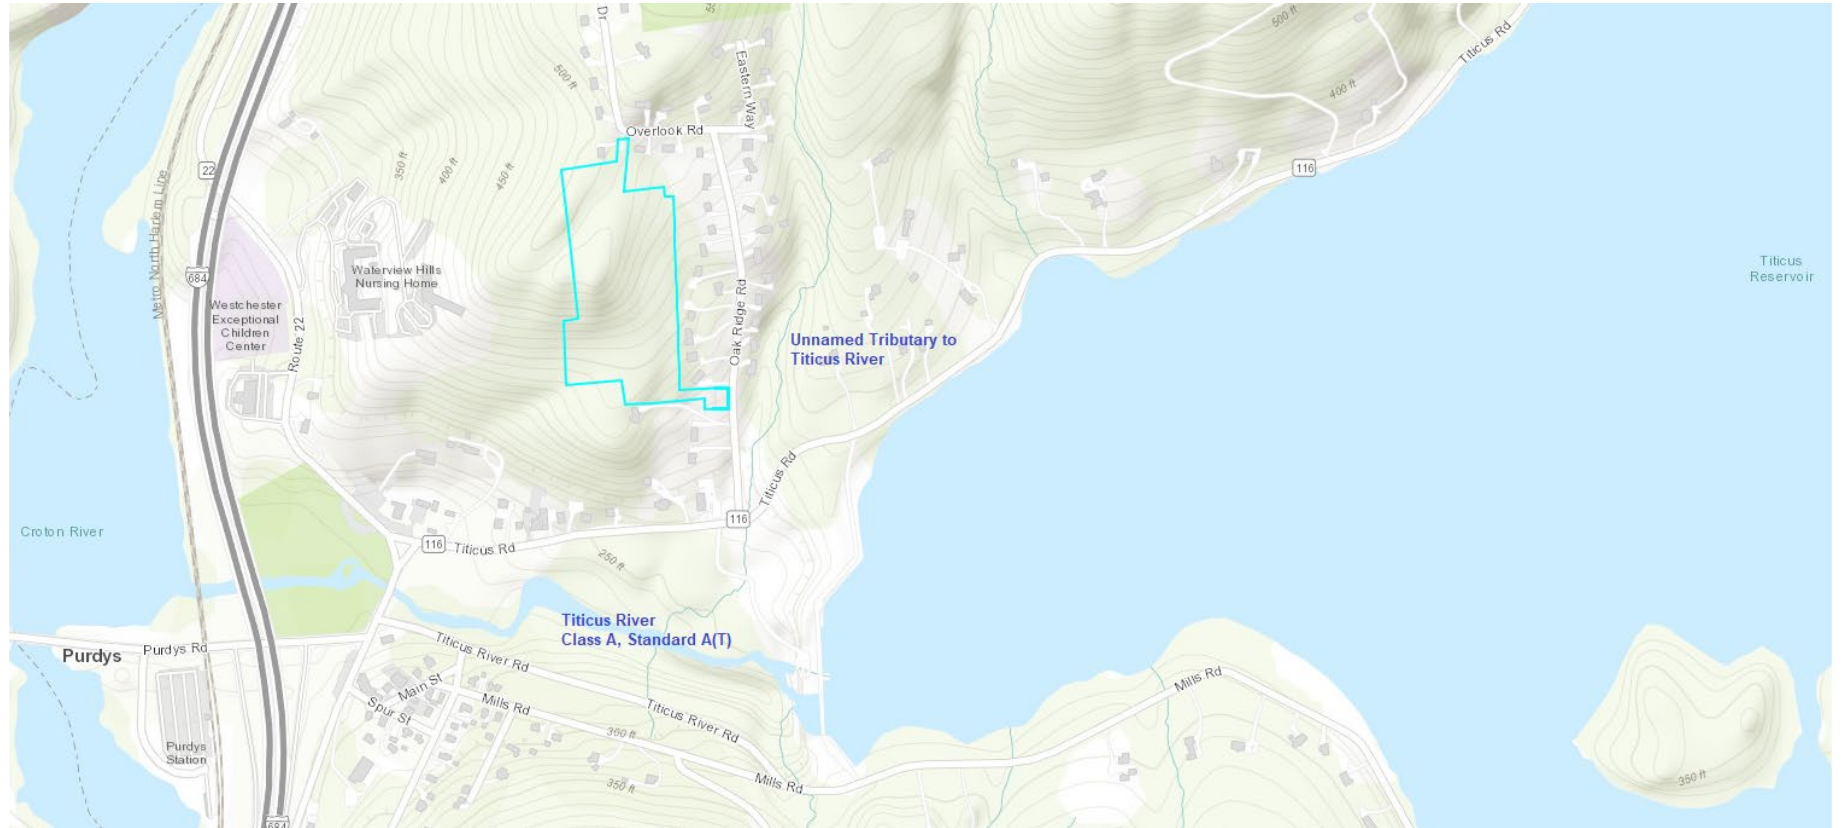 Dr
500 ft
Eastern Way
Overlook Rd
500 ft
Titicus Rd
400 ft
22
350 ft
400 ft
450 ft
116
Metro North Harlem Line
684
Waterview Hills
Nursing Home
Westchester
Exceptional
Children
Center
Route 22
Oak Ridge Rd
Unnamed Tributary to
Titicus River
Titicus
Reservoir
Titicus Rd
116
Croton River
116
Titicus Rd
250 ft
Titicus River
Class A, Standard A(T)
Purdys
Purdys Rd
Titicus River Rd
Main St
Spur St
Mills Rd
Titicus River Rd
300 ft
Mills Rd
Mills Rd
Purdys
Station
350 ft
350 ft
684